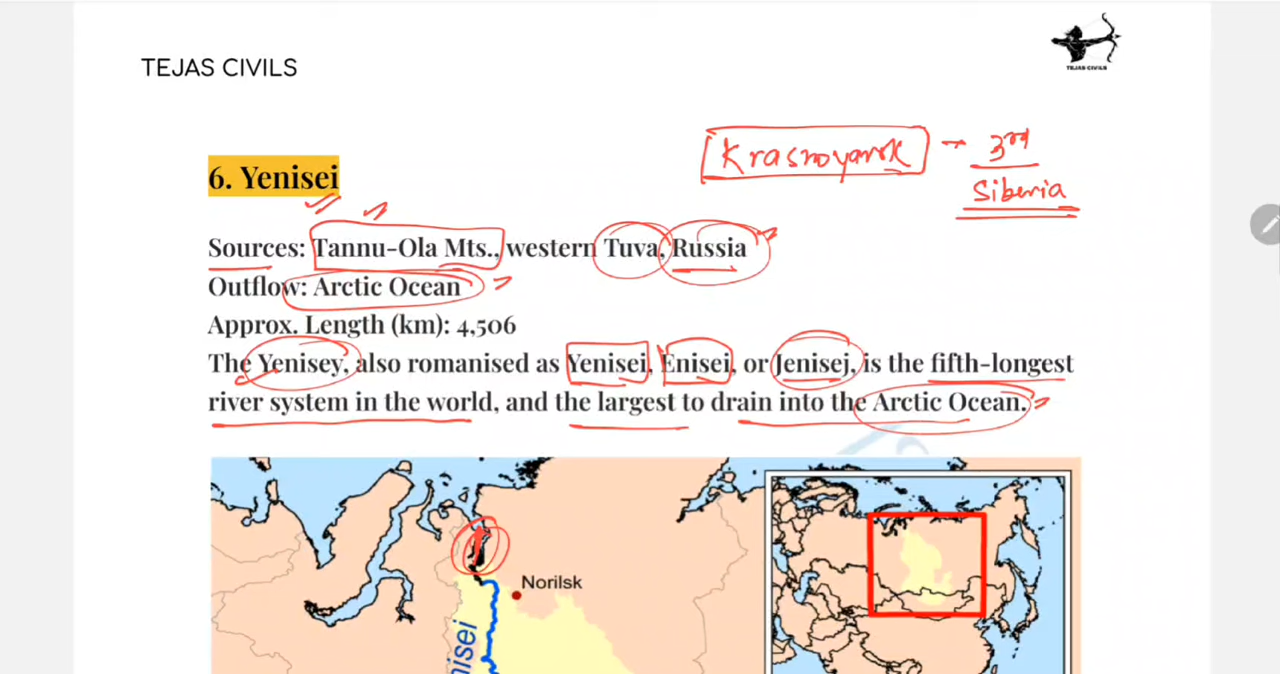 TEJAS CIVILS
TEJAS CIVILS
Krasnoyarsk → 3rd
Siberia
6. Yenisei
Sources: Tannu-Ola Mts., western Tuva, Russia
Outflow: Arctic Ocean
Approx. Length (km): 4,506
The Yenisey, also romanised as Yenisei, Enisei, or Jenisej, is the fifth-longest
river system in the world, and the largest to drain into the Arctic Ocean.
Norilsk
nisei